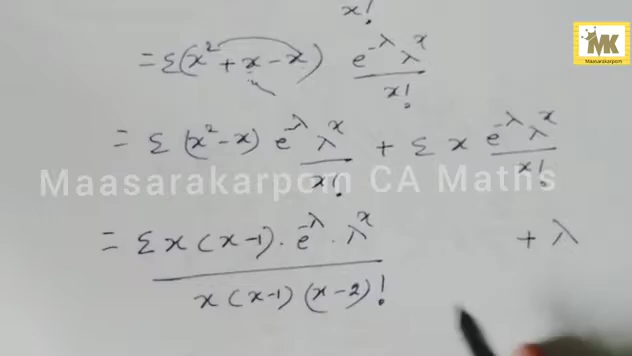 x!
MK
Maasarakarpom
= Σ(x² + x - x) e^-λ λ^x / x!
= Σ (x² - x) e^-λ λ^x / x! + Σ x e^-λ λ^x / x!
Maasarakarpom CA Maths
= Σ x (x-1) . e^-λ . λ^x / x (x-1) (x-2)! + λ